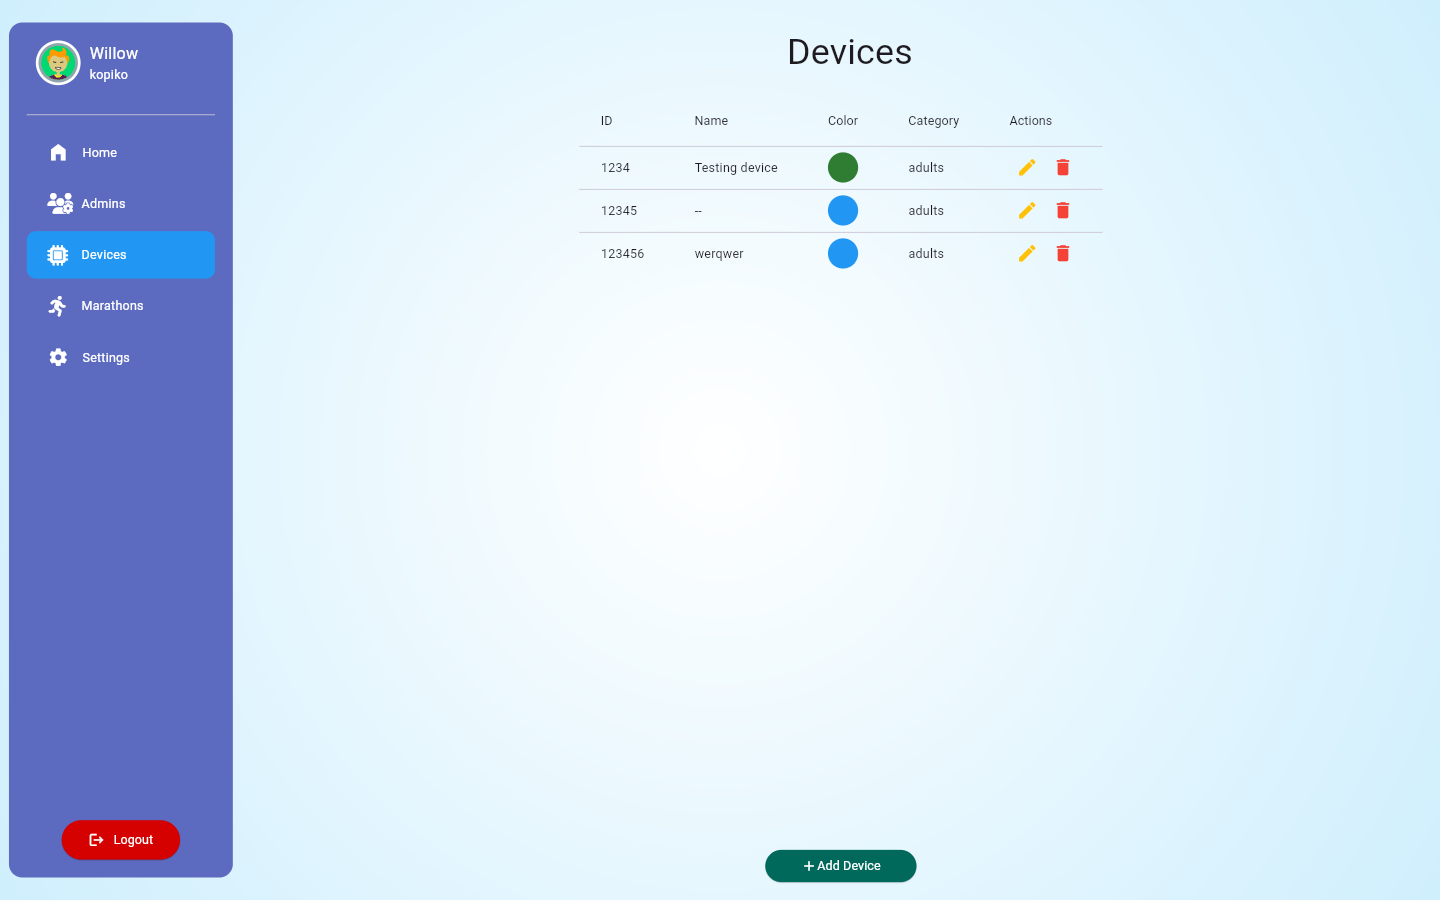 Willow
kopiko
Home
Admins
Devices
Marathons
Settings
Logout
Devices
ID Name Color Category Actions
1234 Testing device adults
12345 -- adults
123456 werqwer adults
Add Device